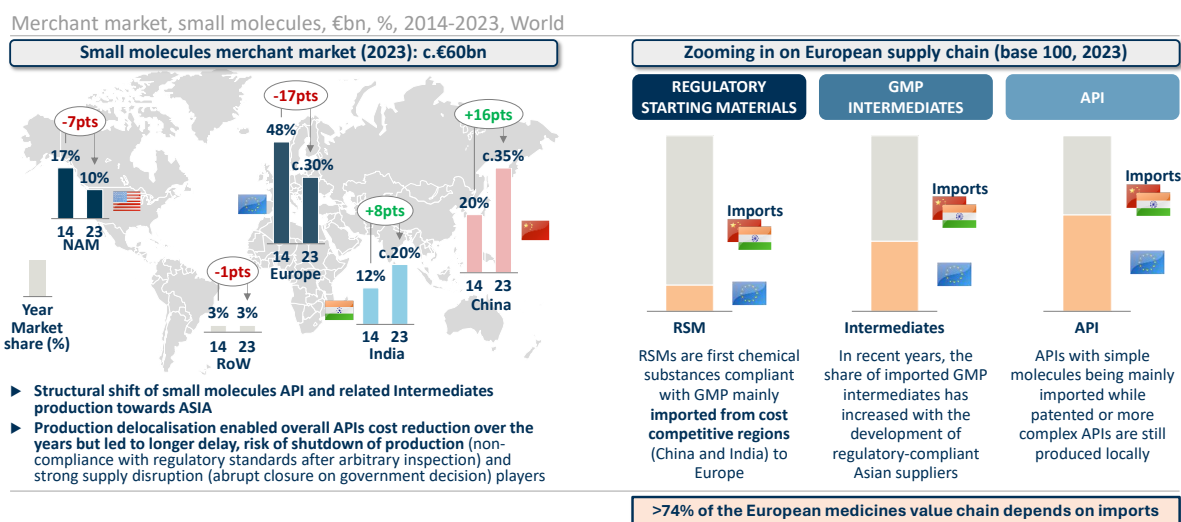 Merchant market, small molecules, €bn, %, 2014-2023, World
Small molecules merchant market (2023): c.€60bn
-7pts
17%
10%
14 23
NAM
-17pts
48%
c.30%
14 23
Europe
+16pts
c.35%
20%
14 23
China
+8pts
c.20%
12%
14 23
India
-1pts
3% 3%
14 23
RoW
Year
Market
share (%)
▶ Structural shift of small molecules API and related Intermediates
production towards ASIA
▶ Production delocalisation enabled overall APIs cost reduction over the
years but led to longer delay, risk of shutdown of production (non-
compliance with regulatory standards after arbitrary inspection) and
strong supply disruption (abrupt closure on government decision) players
Zooming in on European supply chain (base 100, 2023)
REGULATORY
STARTING MATERIALS
Imports
RSM
RSMs are first chemical
substances compliant
with GMP mainly
imported from cost
competitive regions
(China and India) to
Europe
GMP
INTERMEDIATES
Imports
Intermediates
In recent years, the
share of imported GMP
intermediates has
increased with the
development of
regulatory-compliant
Asian suppliers
API
Imports
API
APIs with simple
molecules being mainly
imported while
patented or more
complex APIs are still
produced locally
>74% of the European medicines value chain depends on imports